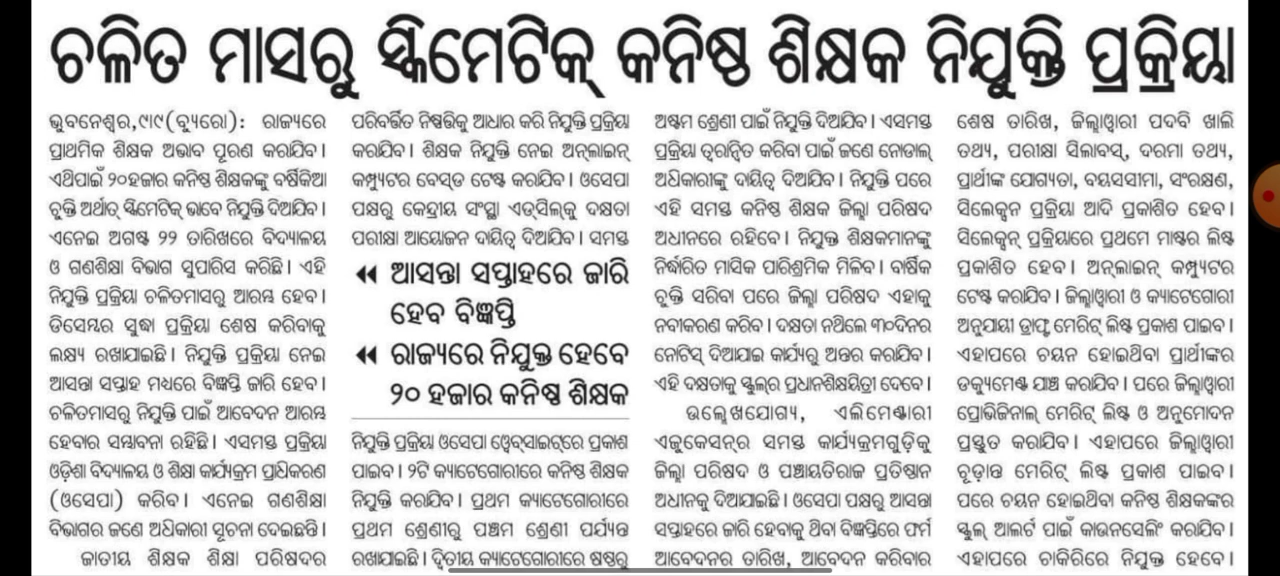 ଚଳିତ ମାସରୁ ସ୍କିମେଟିକ୍ କନିଷ୍ଠ ଶିକ୍ଷକ ନିଯୁକ୍ତି ପ୍ରକ୍ରିୟା
ଭୁବନେଶ୍ୱର,୯ା୯(ବ୍ୟୁରୋ): ରାଜ୍ୟରେ
ପ୍ରାଥମିକ ଶିକ୍ଷକ ଅଭାବ ପୂରଣ କରାଯିବ।
ଏଥିପାଇଁ ୨୦ହଜାର କନିଷ୍ଠ ଶିକ୍ଷକଙ୍କୁ ବର୍ଷିକିଆ
ଚୁକ୍ତି ଅର୍ଥାତ୍ ସ୍କିମେଟିକ୍ ଭାବେ ନିଯୁକ୍ତି ଦିଆଯିବ।
ଏନେଇ ଅଗଷ୍ଟ ୨୨ ତାରିଖରେ ବିଦ୍ୟାଳୟ
ଓ ଗଣଶିକ୍ଷା ବିଭାଗ ସୁପାରିସ କରିଛି। ଏହି
ନିଯୁକ୍ତି ପ୍ରକ୍ରିୟା ଚଳିତମାସରୁ ଆରମ୍ଭ ହେବ।
ଡିସେମ୍ବର ସୁଦ୍ଧା ପ୍ରକ୍ରିୟା ଶେଷ କରିବାକୁ
ଲକ୍ଷ୍ୟ ରଖାଯାଇଛି। ନିଯୁକ୍ତି ପ୍ରକ୍ରିୟା ନେଇ
ଆସନ୍ତା ସପ୍ତାହ ମଧ୍ୟରେ ବିଜ୍ଞପ୍ତି ଜାରି ହେବ।
ଚଳିତମାସରୁ ନିଯୁକ୍ତି ପାଇଁ ଆବେଦନ ଆରମ୍ଭ
ହେବାର ସମ୍ଭାବନା ରହିଛି। ଏସମସ୍ତ ପ୍ରକ୍ରିୟା
ଓଡ଼ିଶା ବିଦ୍ୟାଳୟ ଓ ଶିକ୍ଷା କାର୍ଯ୍ୟକ୍ରମ ପ୍ରାଧିକରଣ
(ଓସେପା) କରିବ। ଏନେଇ ଗଣଶିକ୍ଷା
ବିଭାଗର ଜଣେ ଅଧିକାରୀ ସୂଚନା ଦେଇଛନ୍ତି।
ଜାତୀୟ ଶିକ୍ଷକ ଶିକ୍ଷା ପରିଷଦର
ପରିବର୍ତ୍ତିତ ନିଷ୍ପତ୍ତିକୁ ଆଧାର କରି ନିଯୁକ୍ତି ପ୍ରକ୍ରିୟା
କରାଯିବ। ଶିକ୍ଷକ ନିଯୁକ୍ତି ନେଇ ଅନ୍‌ଲାଇନ୍
କମ୍ପ୍ୟୁଟର ବେସ୍‌ଡ ଟେଷ୍ଟ କରାଯିବ। ଓସେପା
ପକ୍ଷରୁ କେନ୍ଦ୍ରୀୟ ସଂସ୍ଥା ଏଡ୍‌ସିଲ୍‌କୁ ଦକ୍ଷତା
ପରୀକ୍ଷା ଆୟୋଜନ ଦାୟିତ୍ୱ ଦିଆଯିବ। ସମସ୍ତ
⏪ ଆସନ୍ତା ସପ୍ତାହରେ ଜାରି
ହେବ ବିଜ୍ଞପ୍ତି
⏪ ରାଜ୍ୟରେ ନିଯୁକ୍ତ ହେବେ
୨୦ ହଜାର କନିଷ୍ଠ ଶିକ୍ଷକ
ନିଯୁକ୍ତି ପ୍ରକ୍ରିୟା ଓସେପା ୱେବ୍‌ସାଇଟ୍‌ରେ ପ୍ରକାଶ
ପାଇବ। ୨ଟି କ୍ୟାଟେଗୋରୀରେ କନିଷ୍ଠ ଶିକ୍ଷକ
ନିଯୁକ୍ତି କରାଯିବ। ପ୍ରଥମ କ୍ୟାଟେଗୋରୀରେ
ପ୍ରଥମ ଶ୍ରେଣୀରୁ ପଞ୍ଚମ ଶ୍ରେଣୀ ପର୍ଯ୍ୟନ୍ତ
ରଖାଯାଇଛି। ଦ୍ୱିତୀୟ କ୍ୟାଟେଗୋରୀରେ ଷଷ୍ଠରୁ
ଅଷ୍ଟମ ଶ୍ରେଣୀ ପାଇଁ ନିଯୁକ୍ତି ଦିଆଯିବ। ଏସମସ୍ତ
ପ୍ରକ୍ରିୟା ତ୍ୱରାନ୍ୱିତ କରିବା ପାଇଁ ଜଣେ ନୋଡାଲ୍
ଅଧିକାରୀଙ୍କୁ ଦାୟିତ୍ୱ ଦିଆଯିବ। ନିଯୁକ୍ତି ପରେ
ଏହି ସମସ୍ତ କନିଷ୍ଠ ଶିକ୍ଷକ ଜିଲ୍ଲା ପରିଷଦ
ଅଧୀନରେ ରହିବେ। ନିଯୁକ୍ତ ଶିକ୍ଷକମାନଙ୍କୁ
ନିର୍ଦ୍ଧାରିତ ମାସିକ ପାରିଶ୍ରମିକ ମିଳିବ। ବାର୍ଷିକ
ଚୁକ୍ତି ସରିବା ପରେ ଜିଲ୍ଲା ପରିଷଦ ଏହାକୁ
ନବୀକରଣ କରିବ। ଦକ୍ଷତା ନଥିଲେ ୩୦ଦିନର
ନୋଟିସ୍ ଦିଆଯାଇ କାର୍ଯ୍ୟରୁ ଅନ୍ତର କରାଯିବ।
ଏହି ଦକ୍ଷତାକୁ ସ୍କୁଲ୍‌ର ପ୍ରଧାନଶିକ୍ଷୟିତ୍ରୀ ଦେବେ।
ଉଲ୍ଲେଖଯୋଗ୍ୟ, ଏଲିମେଣ୍ଟାରୀ
ଏଜୁକେସନ୍‌ର ସମସ୍ତ କାର୍ଯ୍ୟକ୍ରମଗୁଡ଼ିକୁ
ଜିଲ୍ଲା ପରିଷଦ ଓ ପଞ୍ଚାୟତିରାଜ ପ୍ରତିଷ୍ଠାନ
ଅଧୀନକୁ ଦିଆଯାଇଛି। ଓସେପା ପକ୍ଷରୁ ଆସନ୍ତା
ସପ୍ତାହରେ ଜାରି ହେବାକୁ ଥିବା ବିଜ୍ଞପ୍ତିରେ ଫର୍ମ
ଆବେଦନର ତାରିଖ, ଆବେଦନ କରିବାର
ଶେଷ ତାରିଖ, ଜିଲ୍ଲାୱାରୀ ପଦବି ଖାଲି
ତଥ୍ୟ, ପରୀକ୍ଷା ସିଲାବସ୍, ଦରମା ତଥ୍ୟ,
ପ୍ରାର୍ଥୀଙ୍କ ଯୋଗ୍ୟତା, ବୟସସୀମା, ସଂରକ୍ଷଣ,
ସିଲେକ୍ସନ ପ୍ରକ୍ରିୟା ଆଦି ପ୍ରକାଶିତ ହେବ।
ସିଲେକ୍ସନ୍ ପ୍ରକ୍ରିୟାରେ ପ୍ରଥମେ ମାଷ୍ଟର ଲିଷ୍ଟ
ପ୍ରକାଶିତ ହେବ। ଅନ୍‌ଲାଇନ୍ କମ୍ପ୍ୟୁଟର
ଟେଷ୍ଟ କରାଯିବ। ଜିଲ୍ଲାୱାରୀ ଓ କ୍ୟାଟେଗୋରୀ
ଅନୁଯାୟୀ ଡ୍ରାଫ୍ଟ ମେରିଟ୍ ଲିଷ୍ଟ ପ୍ରକାଶ ପାଇବ।
ଏହାପରେ ଚୟନ ହୋଇଥିବା ପ୍ରାର୍ଥୀଙ୍କର
ଡକ୍ୟୁମେଣ୍ଟ ଯାଞ୍ଚ କରାଯିବ। ପରେ ଜିଲ୍ଲାୱାରୀ
ପ୍ରୋଭିଜିନାଲ୍ ମେରିଟ୍ ଲିଷ୍ଟ ଓ ଅନୁମୋଦନ
ପ୍ରସ୍ତୁତ କରାଯିବ। ଏହାପରେ ଜିଲ୍ଲାୱାରୀ
ଚୂଡ଼ାନ୍ତ ମେରିଟ୍ ଲିଷ୍ଟ ପ୍ରକାଶ ପାଇବ।
ପରେ ଚୟନ ହୋଇଥିବା କନିଷ୍ଠ ଶିକ୍ଷକଙ୍କର
ସ୍କୁଲ୍ ଆଲର୍ଟ ପାଇଁ କାଉନସେଲିଂ କରାଯିବ।
ଏହାପରେ ଚାକିରିରେ ନିଯୁକ୍ତ ହେବେ।